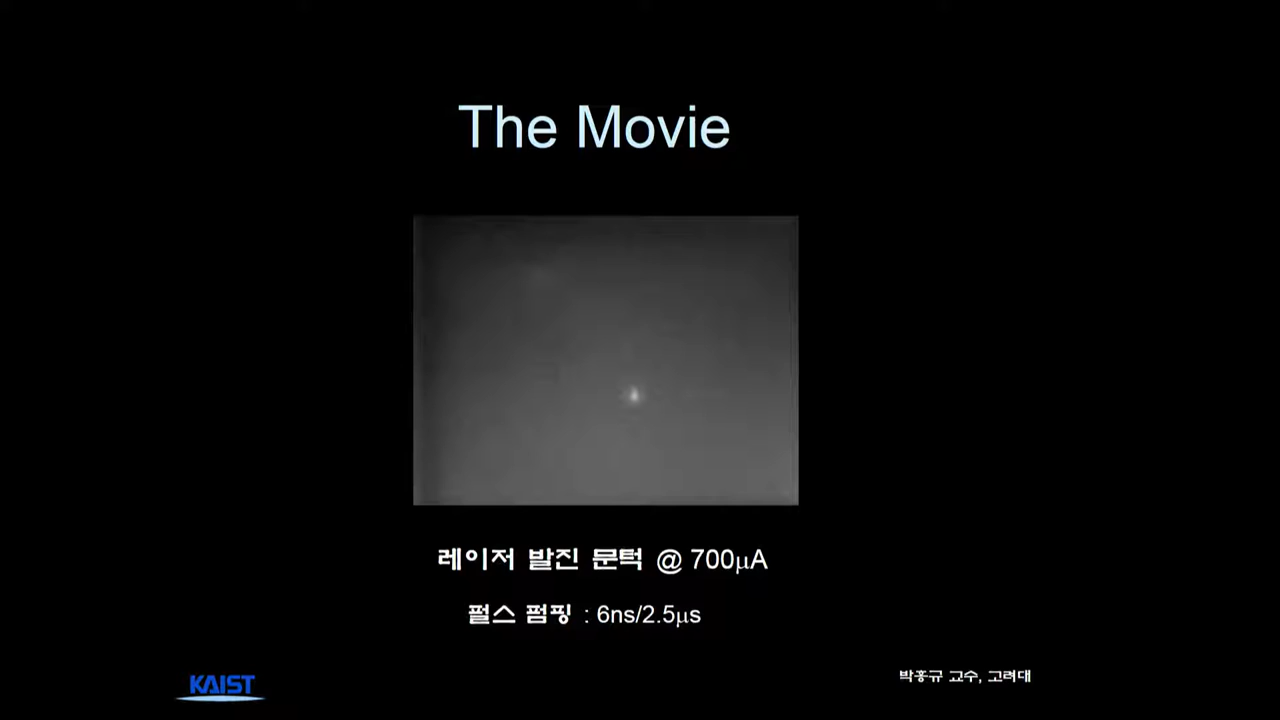 The Movie
레이저 발진 문턱 @ 700μA
펄스 펌핑 : 6ns/2.5μs
KAIST
박홍규 교수, 고려대